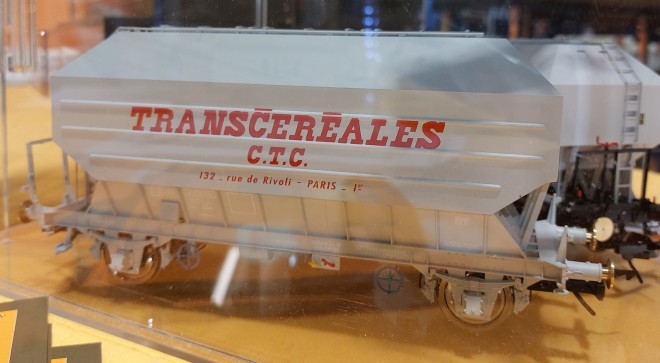 TRANSCÉRÉALES
C.T.C.
132 . rue de Rivoli - PARIS - 1er